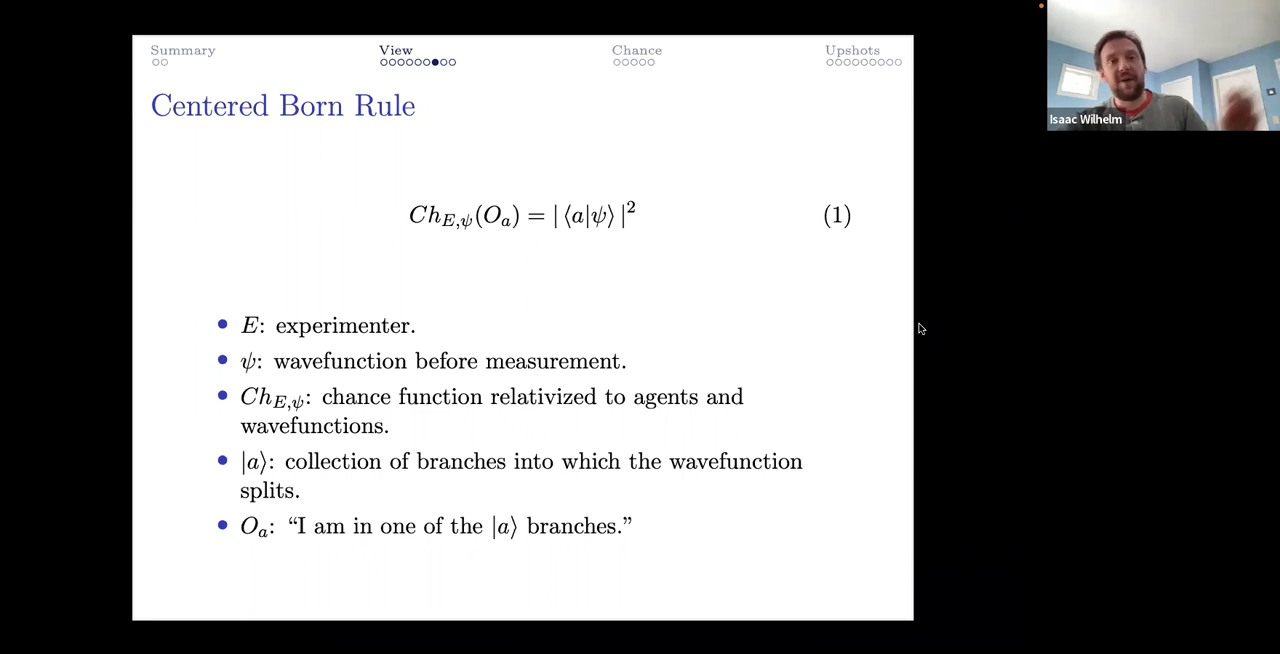 Summary View Chance Upshots
Centered Born Rule
Ch_{E,ψ}(O_a) = |⟨a|ψ⟩|² (1)
• E: experimenter.
• ψ: wavefunction before measurement.
• Ch_{E,ψ}: chance function relativized to agents and
wavefunctions.
• |a⟩: collection of branches into which the wavefunction
splits.
• O_a: “I am in one of the |a⟩ branches.”
Isaac Wilhelm